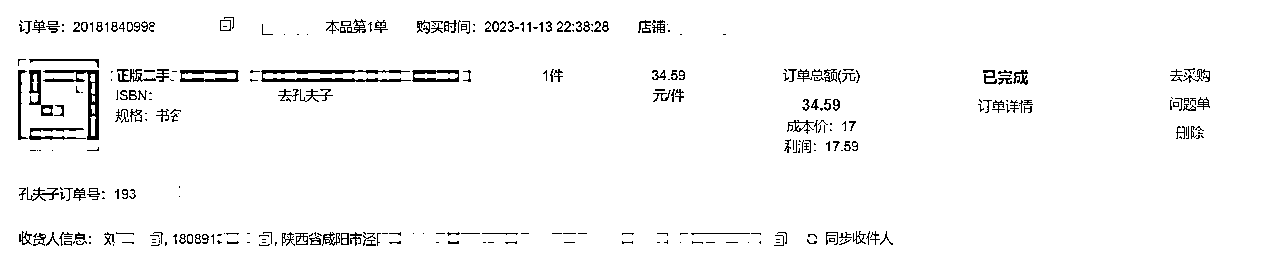 订单号：20181840998 本品第1单 购买时间：2023-11-13 22:38:28 店铺：
正版二手 1件 34.59 订单总额(元) 已完成 去采购
ISBN: 去孔夫子 元/件 34.59 订单详情 问题单
规格：书名 成本价：17 删除
利润：17.59
孔夫子订单号：193
收货人信息：刘 , 180891 , 陕西省咸阳市泾 同步收件人